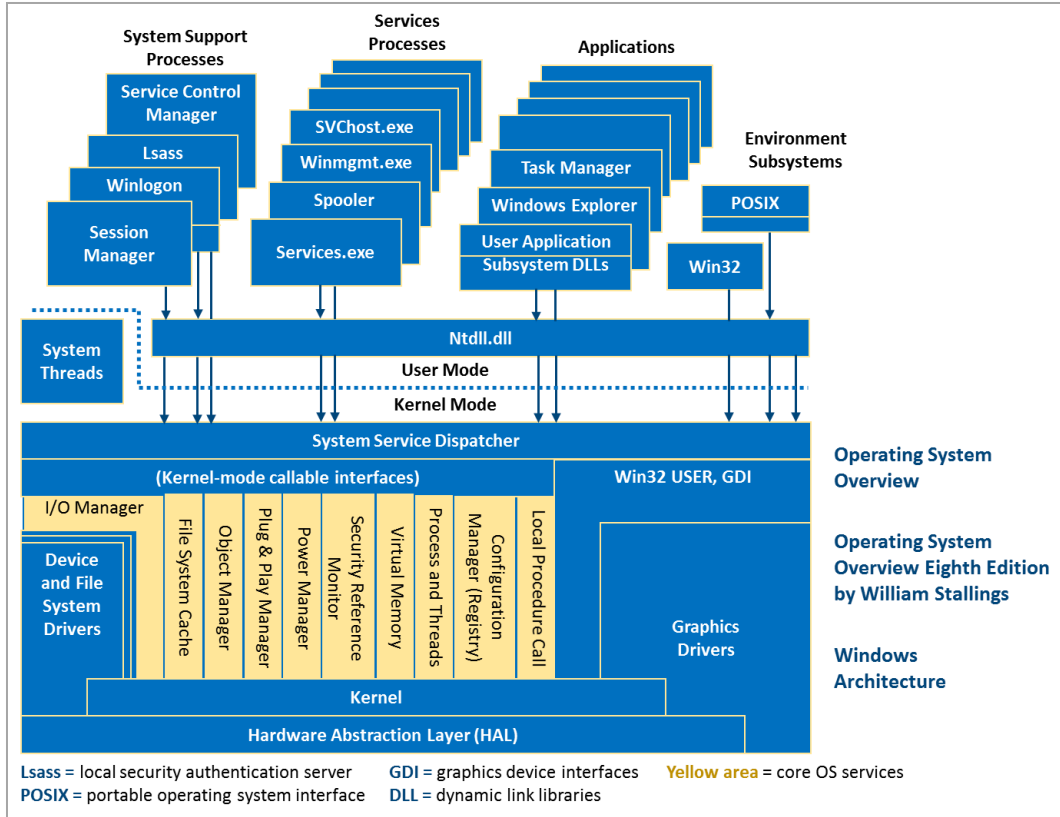 System Support
Processes
Services
Processes
Applications
Environment
Subsystems
Service Control
Manager
Lsass
Winlogon
Session
Manager
SVChost.exe
Winmgmt.exe
Spooler
Services.exe
Task Manager
Windows Explorer
User Application
Subsystem DLLs
POSIX
Win32
System
Threads
Ntdll.dll
User Mode
Kernel Mode
System Service Dispatcher
(Kernel-mode callable interfaces)
Win32 USER, GDI
I/O Manager
Device
and File
System
Drivers
File System Cache
Object Manager
Plug & Play Manager
Power Manager
Security Reference
Monitor
Virtual Memory
Process and Threads
Configuration
Manager (Registry)
Local Procedure Call
Graphics
Drivers
Kernel
Hardware Abstraction Layer (HAL)
Operating System
Overview
Operating System
Overview Eighth Edition
by William Stallings
Windows
Architecture
Lsass = local security authentication server
GDI = graphics device interfaces
Yellow area = core OS services
POSIX = portable operating system interface
DLL = dynamic link libraries